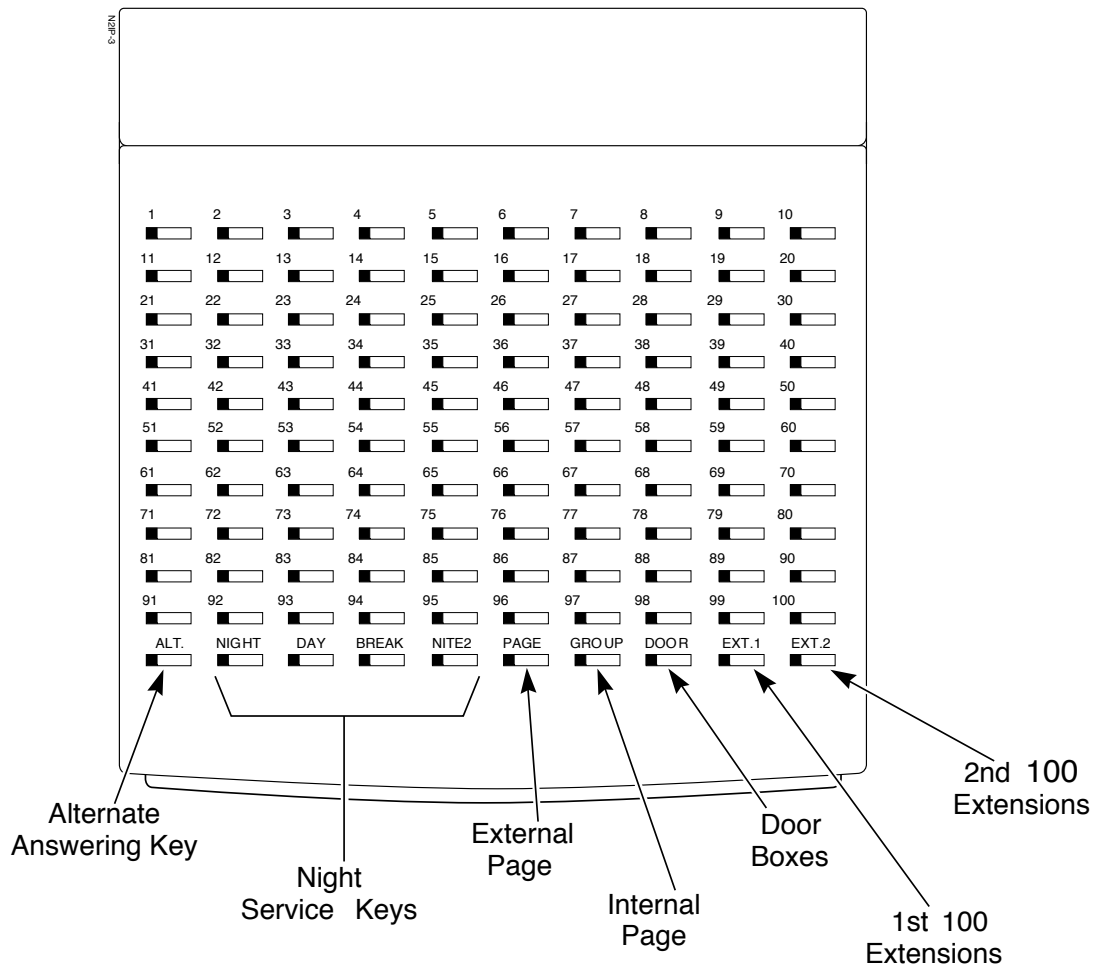 N2IP-3
1 2 3 4 5 6 7 8 9 10
11 12 13 14 15 16 17 18 19 20
21 22 23 24 25 26 27 28 29 30
31 32 33 34 35 36 37 38 39 40
41 42 43 44 45 46 47 48 49 50
51 52 53 54 55 56 57 58 59 60
61 62 63 64 65 66 67 68 69 70
71 72 73 74 75 76 77 78 79 80
81 82 83 84 85 86 87 88 89 90
91 92 93 94 95 96 97 98 99 100
ALT. NIGHT DAY BREAK NITE2 PAGE GROUP DOOR EXT.1 EXT.2
Alternate
Answering Key
Night
Service Keys
External
Page
Internal
Page
Door
Boxes
1st 100
Extensions
2nd 100
Extensions